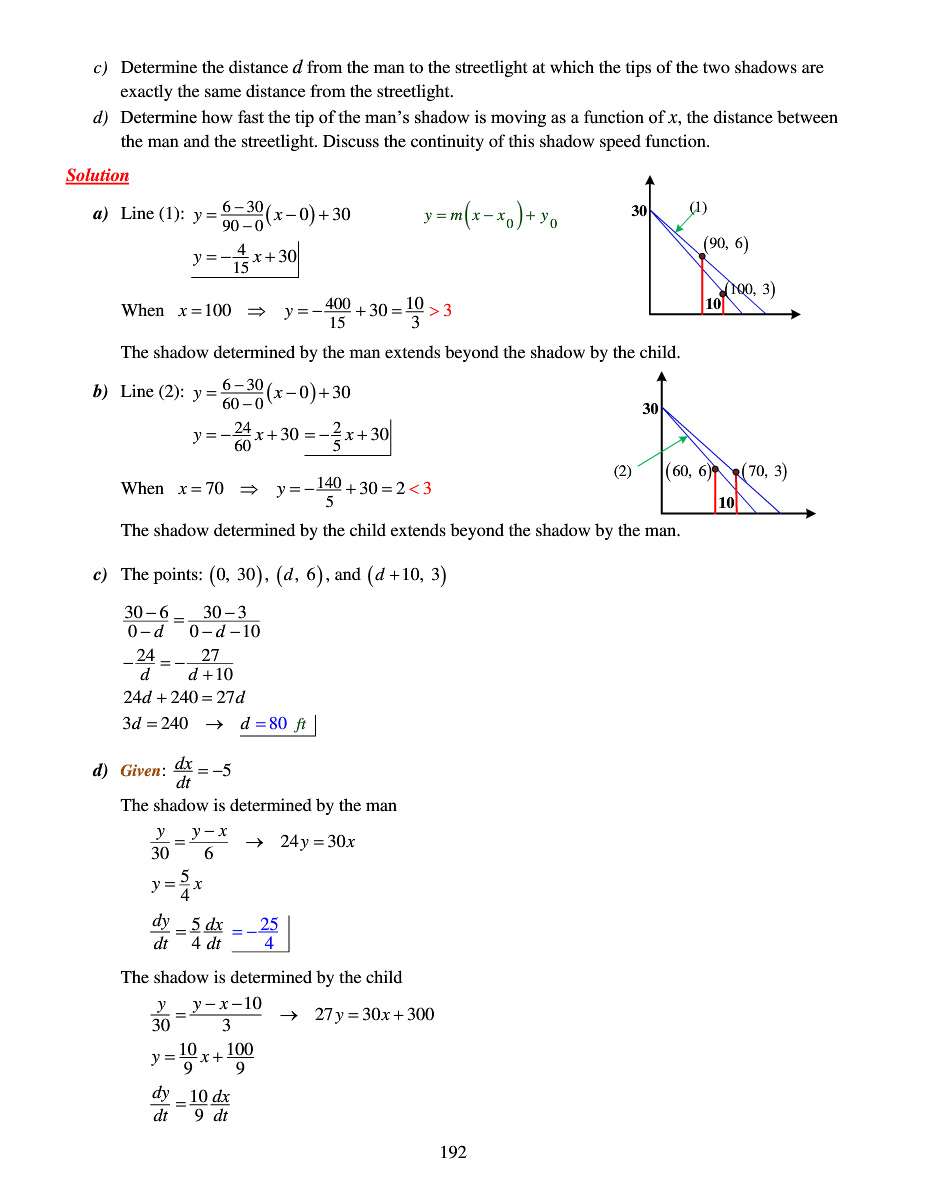 c) Determine the distance d from the man to the streetlight at which the tips of the two shadows are
exactly the same distance from the streetlight.
d) Determine how fast the tip of the man's shadow is moving as a function of x, the distance between
the man and the streetlight. Discuss the continuity of this shadow speed function.
Solution
a) Line (1): y = \frac{6-30}{90-0}(x-0)+30   y = m(x-x_0)+y_0
y = -\frac{4}{15}x+30
When x = 100 ⇒ y = -\frac{400}{15}+30 = \frac{10}{3} > 3
The shadow determined by the man extends beyond the shadow by the child.
30
(1)
(90, 6)
(100, 3)
10
b) Line (2): y = \frac{6-30}{60-0}(x-0)+30
y = -\frac{24}{60}x+30 = -\frac{2}{5}x+30
When x = 70 ⇒ y = -\frac{140}{5}+30 = 2 < 3
The shadow determined by the child extends beyond the shadow by the man.
30
(2)
(60, 6)
(70, 3)
10
c) The points: (0, 30), (d, 6), and (d+10, 3)
\frac{30-6}{0-d} = \frac{30-3}{0-d-10}
-\frac{24}{d} = -\frac{27}{d+10}
24d + 240 = 27d
3d = 240 → d = 80 ft
d) Given: \frac{dx}{dt} = -5
The shadow is determined by the man
\frac{y}{30} = \frac{y-x}{6} → 24y = 30x
y = \frac{5}{4}x
\frac{dy}{dt} = \frac{5}{4}\frac{dx}{dt} = -\frac{25}{4}
The shadow is determined by the child
\frac{y}{30} = \frac{y-x-10}{3} → 27y = 30x+300
y = \frac{10}{9}x+\frac{100}{9}
\frac{dy}{dt} = \frac{10}{9}\frac{dx}{dt}
192